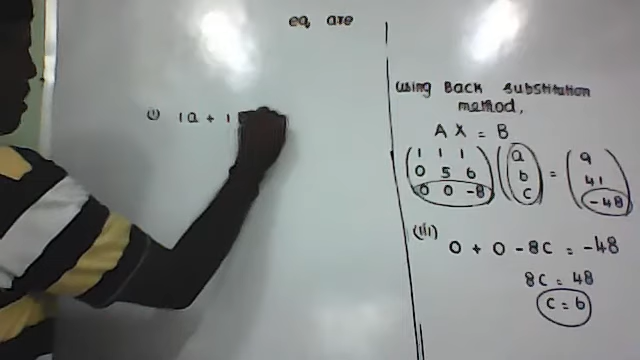 eq. are
(i) 1a + 1
using Back substitution
method,
A X = B
( 1 1 1 ) ( a ) = ( 9 )
( 0 5 6 ) ( b ) ( 41 )
( 0 0 -8 ) ( c ) ( -48 )
(iii) 0 + 0 - 8c = -48
8c = 48
c = 6